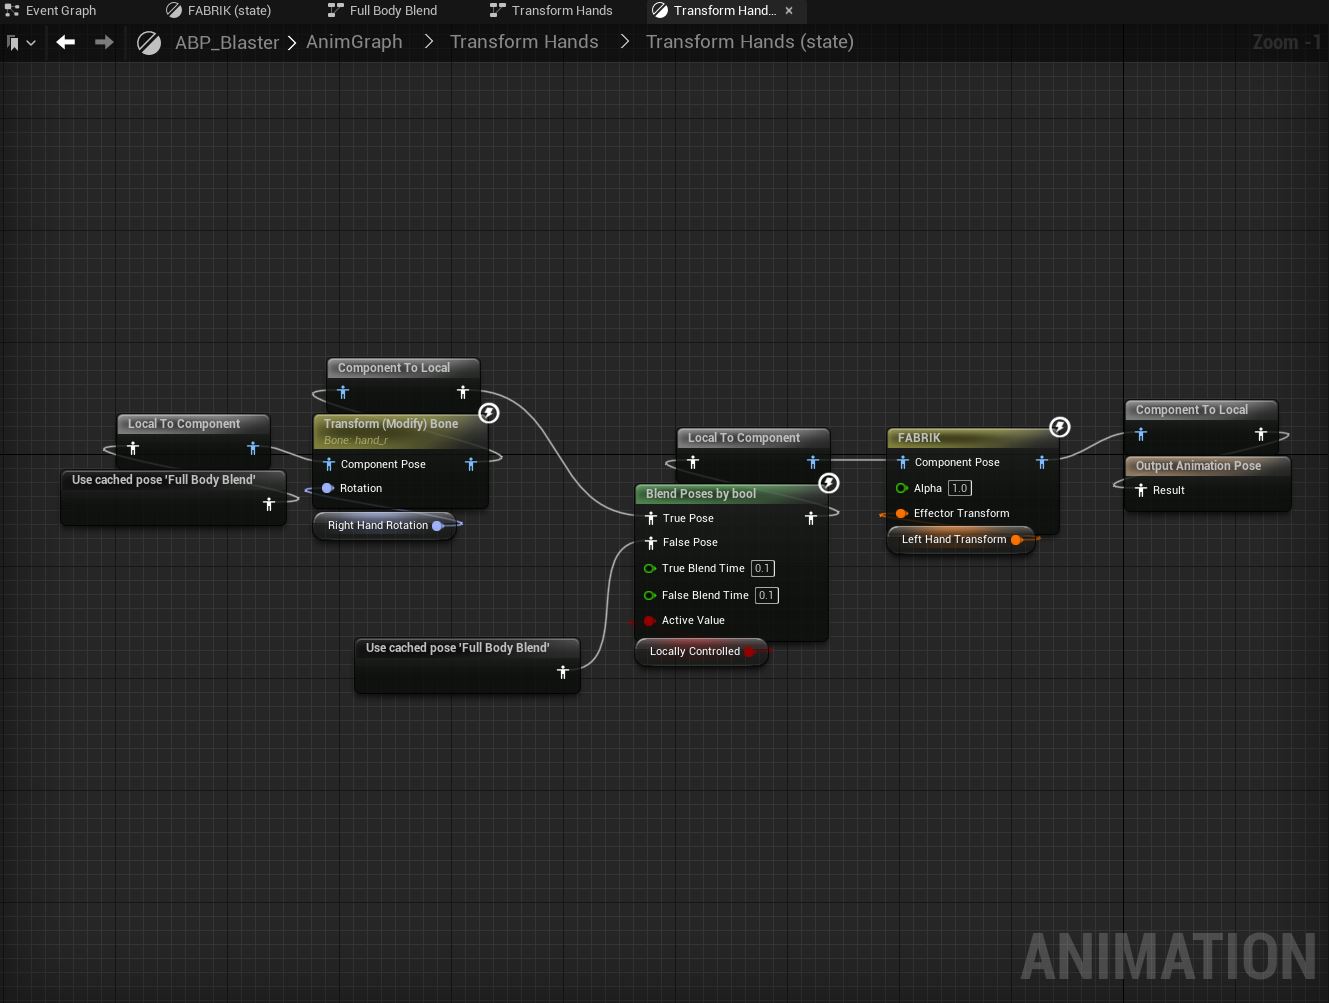 Event Graph
FABRIK (state)
Full Body Blend
Transform Hands
Transform Hand...
ABP_Blaster
AnimGraph
Transform Hands
Transform Hands (state)
Zoom -1
Component To Local
Local To Component
Use cached pose 'Full Body Blend'
Transform (Modify) Bone
Bone: hand_r
Component Pose
Rotation
Right Hand Rotation
Use cached pose 'Full Body Blend'
Local To Component
Blend Poses by bool
True Pose
False Pose
True Blend Time 0.1
False Blend Time 0.1
Active Value
Locally Controlled
FABRIK
Component Pose
Alpha 1.0
Effector Transform
Left Hand Transform
Component To Local
Output Animation Pose
Result
ANIMATION